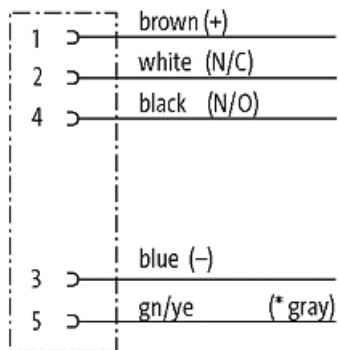 1 brown (+)
2 white (N/C)
4 black (N/O)
3 blue (–)
5 gn/ye (* gray)